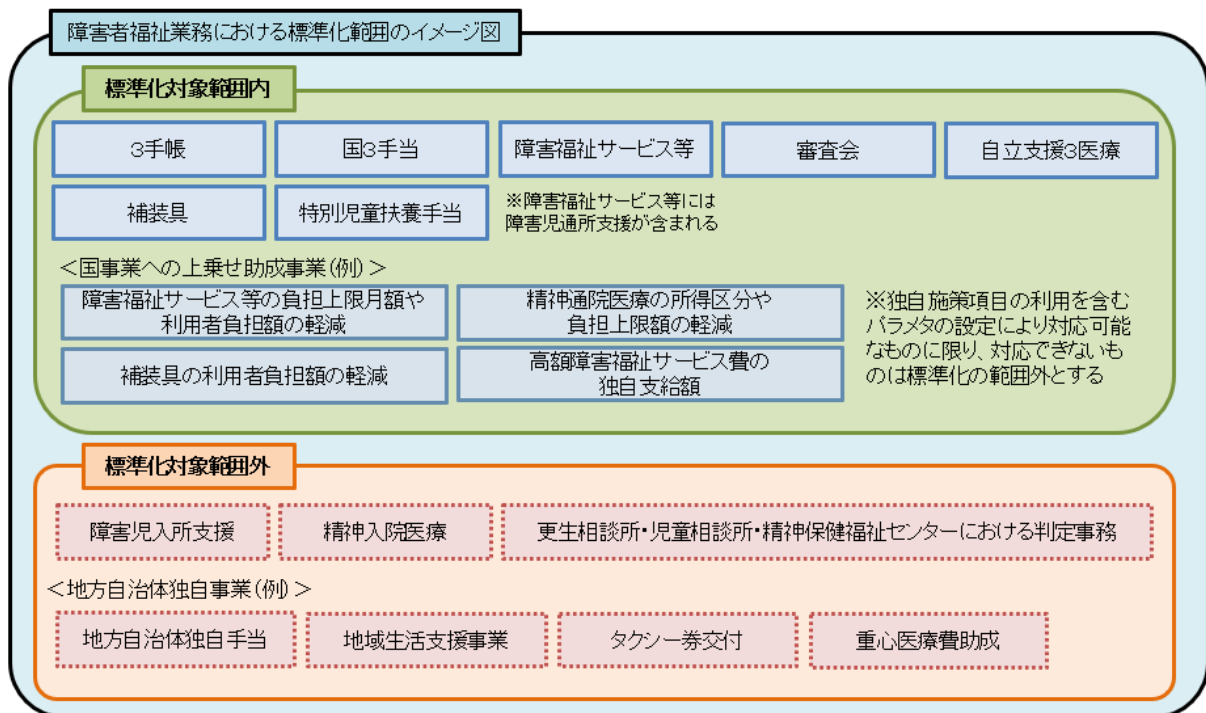 障害者福祉業務における標準化範囲のイメージ図
標準化対象範囲内
3手帳
国3手当
障害福祉サービス等
審査会
自立支援3医療
補装具
特別児童扶養手当
※障害福祉サービス等には
障害児通所支援が含まれる
＜国事業への上乗せ助成事業(例)＞
障害福祉サービス等の負担上限月額や
利用者負担額の軽減
精神通院医療の所得区分や
負担上限額の軽減
補装具の利用者負担額の軽減
高額障害福祉サービス費の
独自支給額
※独自施策項目の利用を含む
パラメタの設定により対応可能
なものに限り、対応できないも
のは標準化の範囲外とする
標準化対象範囲外
障害児入所支援
精神入院医療
更生相談所・児童相談所・精神保健福祉センターにおける判定事務
＜地方自治体独自事業(例)＞
地方自治体独自手当
地域生活支援事業
タクシー券交付
重心医療費助成